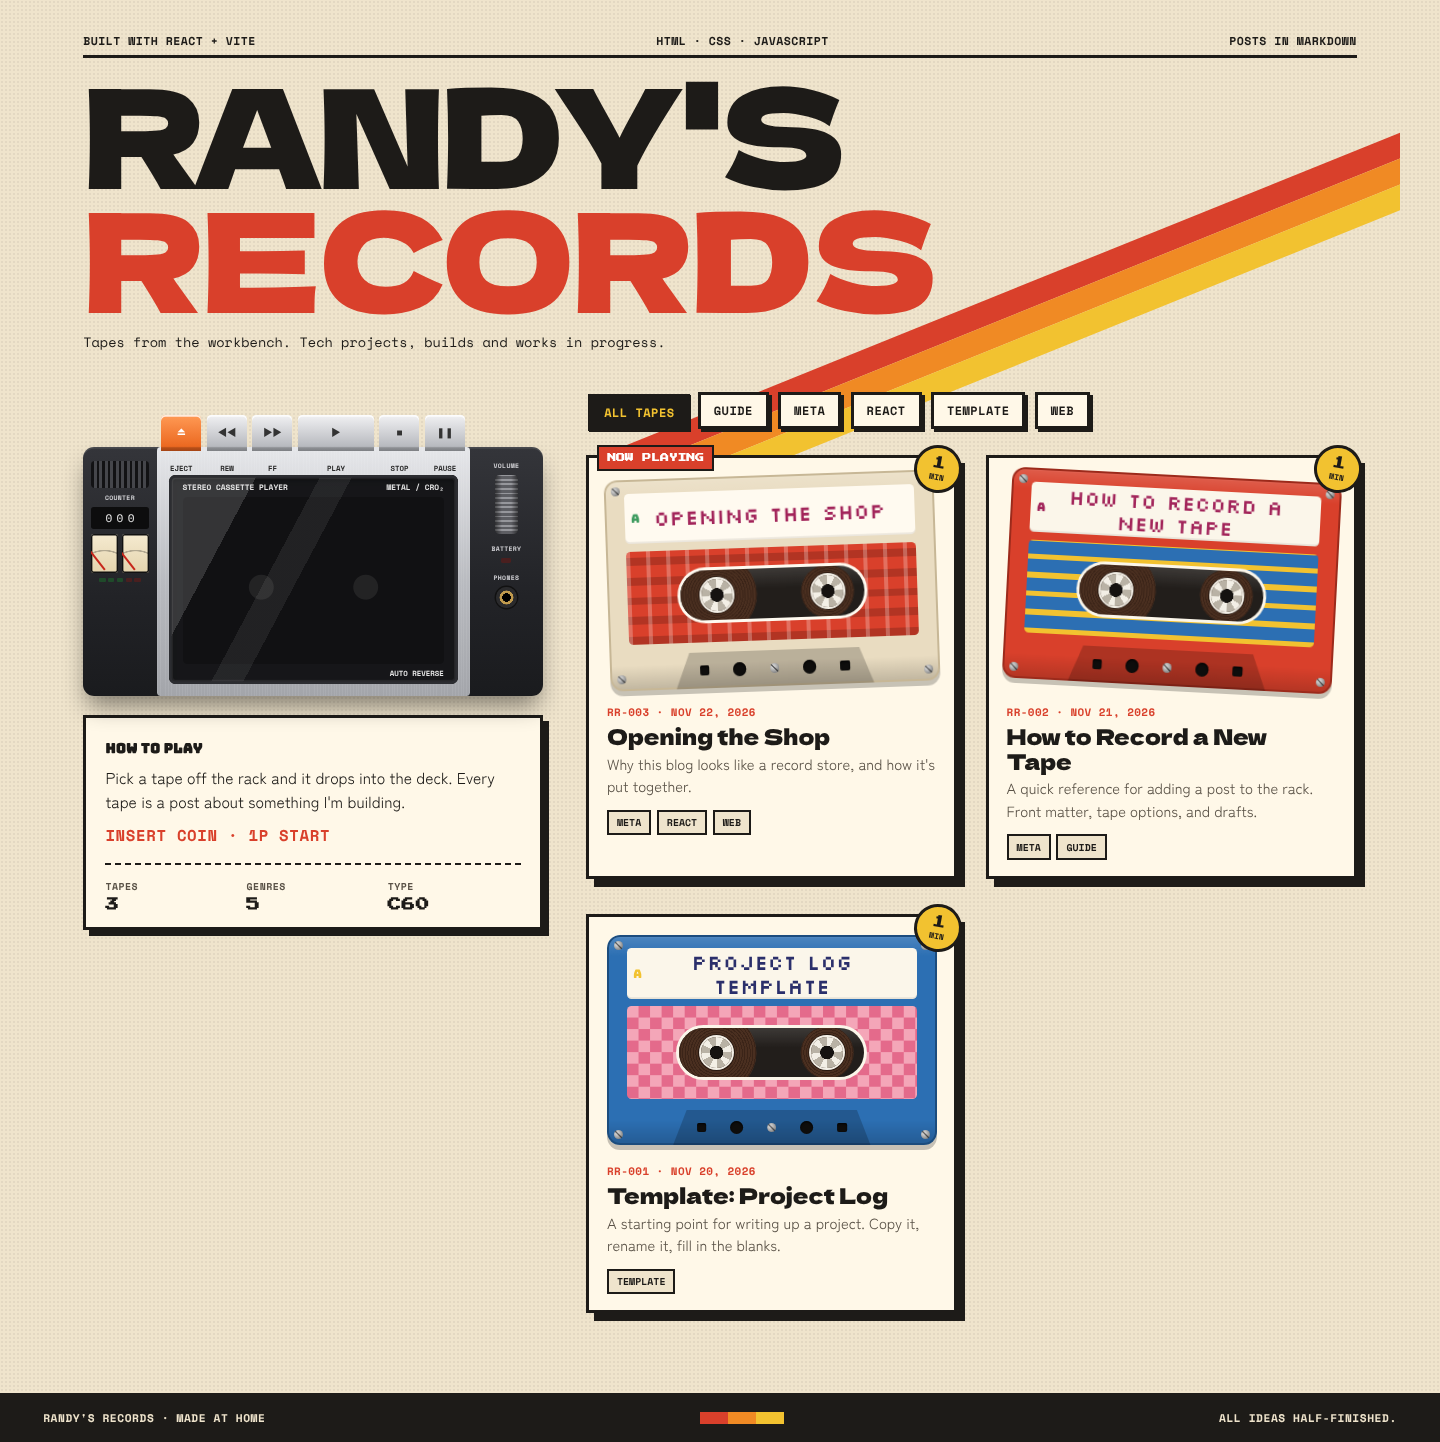 BUILT WITH REACT + VITE
HTML · CSS · JAVASCRIPT
POSTS IN MARKDOWN
RANDY'S
RECORDS
Tapes from the workbench. Tech projects, builds and works in progress.
ALL TAPES
GUIDE
META
REACT
TEMPLATE
WEB
EJECT
REW
FF
PLAY
STOP
PAUSE
STEREO CASSETTE PLAYER
METAL / CRO₂
COUNTER
000
VOLUME
BATTERY
PHONES
AUTO REVERSE
HOW TO PLAY
Pick a tape off the rack and it drops into the deck. Every
tape is a post about something I'm building.
INSERT COIN · 1P START
TAPES
3
GENRES
5
TYPE
C60
NOW PLAYING
1
MIN
A
OPENING THE SHOP
RR-003 · NOV 22, 2026
Opening the Shop
Why this blog looks like a record store, and how it's
put together.
META
REACT
WEB
1
MIN
A
HOW TO RECORD A
NEW TAPE
RR-002 · NOV 21, 2026
How to Record a New
Tape
A quick reference for adding a post to the rack.
Front matter, tape options, and drafts.
META
GUIDE
1
MIN
A
PROJECT LOG
TEMPLATE
RR-001 · NOV 20, 2026
Template: Project Log
A starting point for writing up a project. Copy it,
rename it, fill in the blanks.
TEMPLATE
RANDY'S RECORDS · MADE AT HOME
ALL IDEAS HALF-FINISHED.